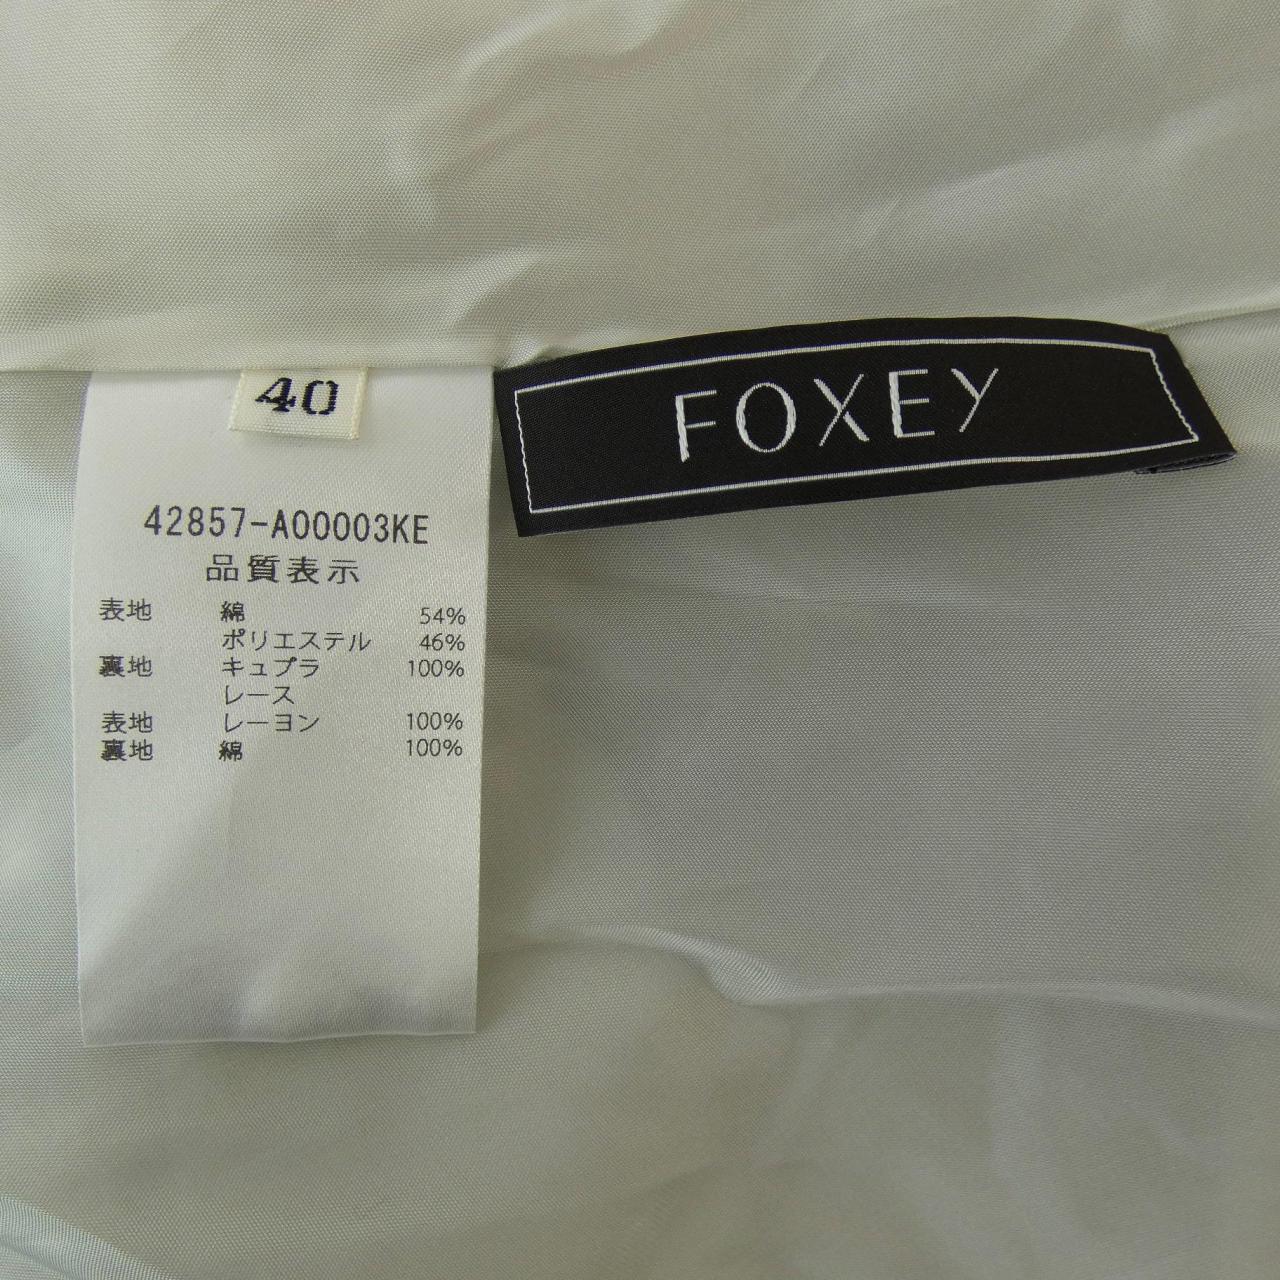 40
FOXEY
42857-A00003KE
品質表示
表地 綿 54%
ポリエステル 46%
裏地 キュプラ 100%
レース
表地 レーヨン 100%
裏地 綿 100%